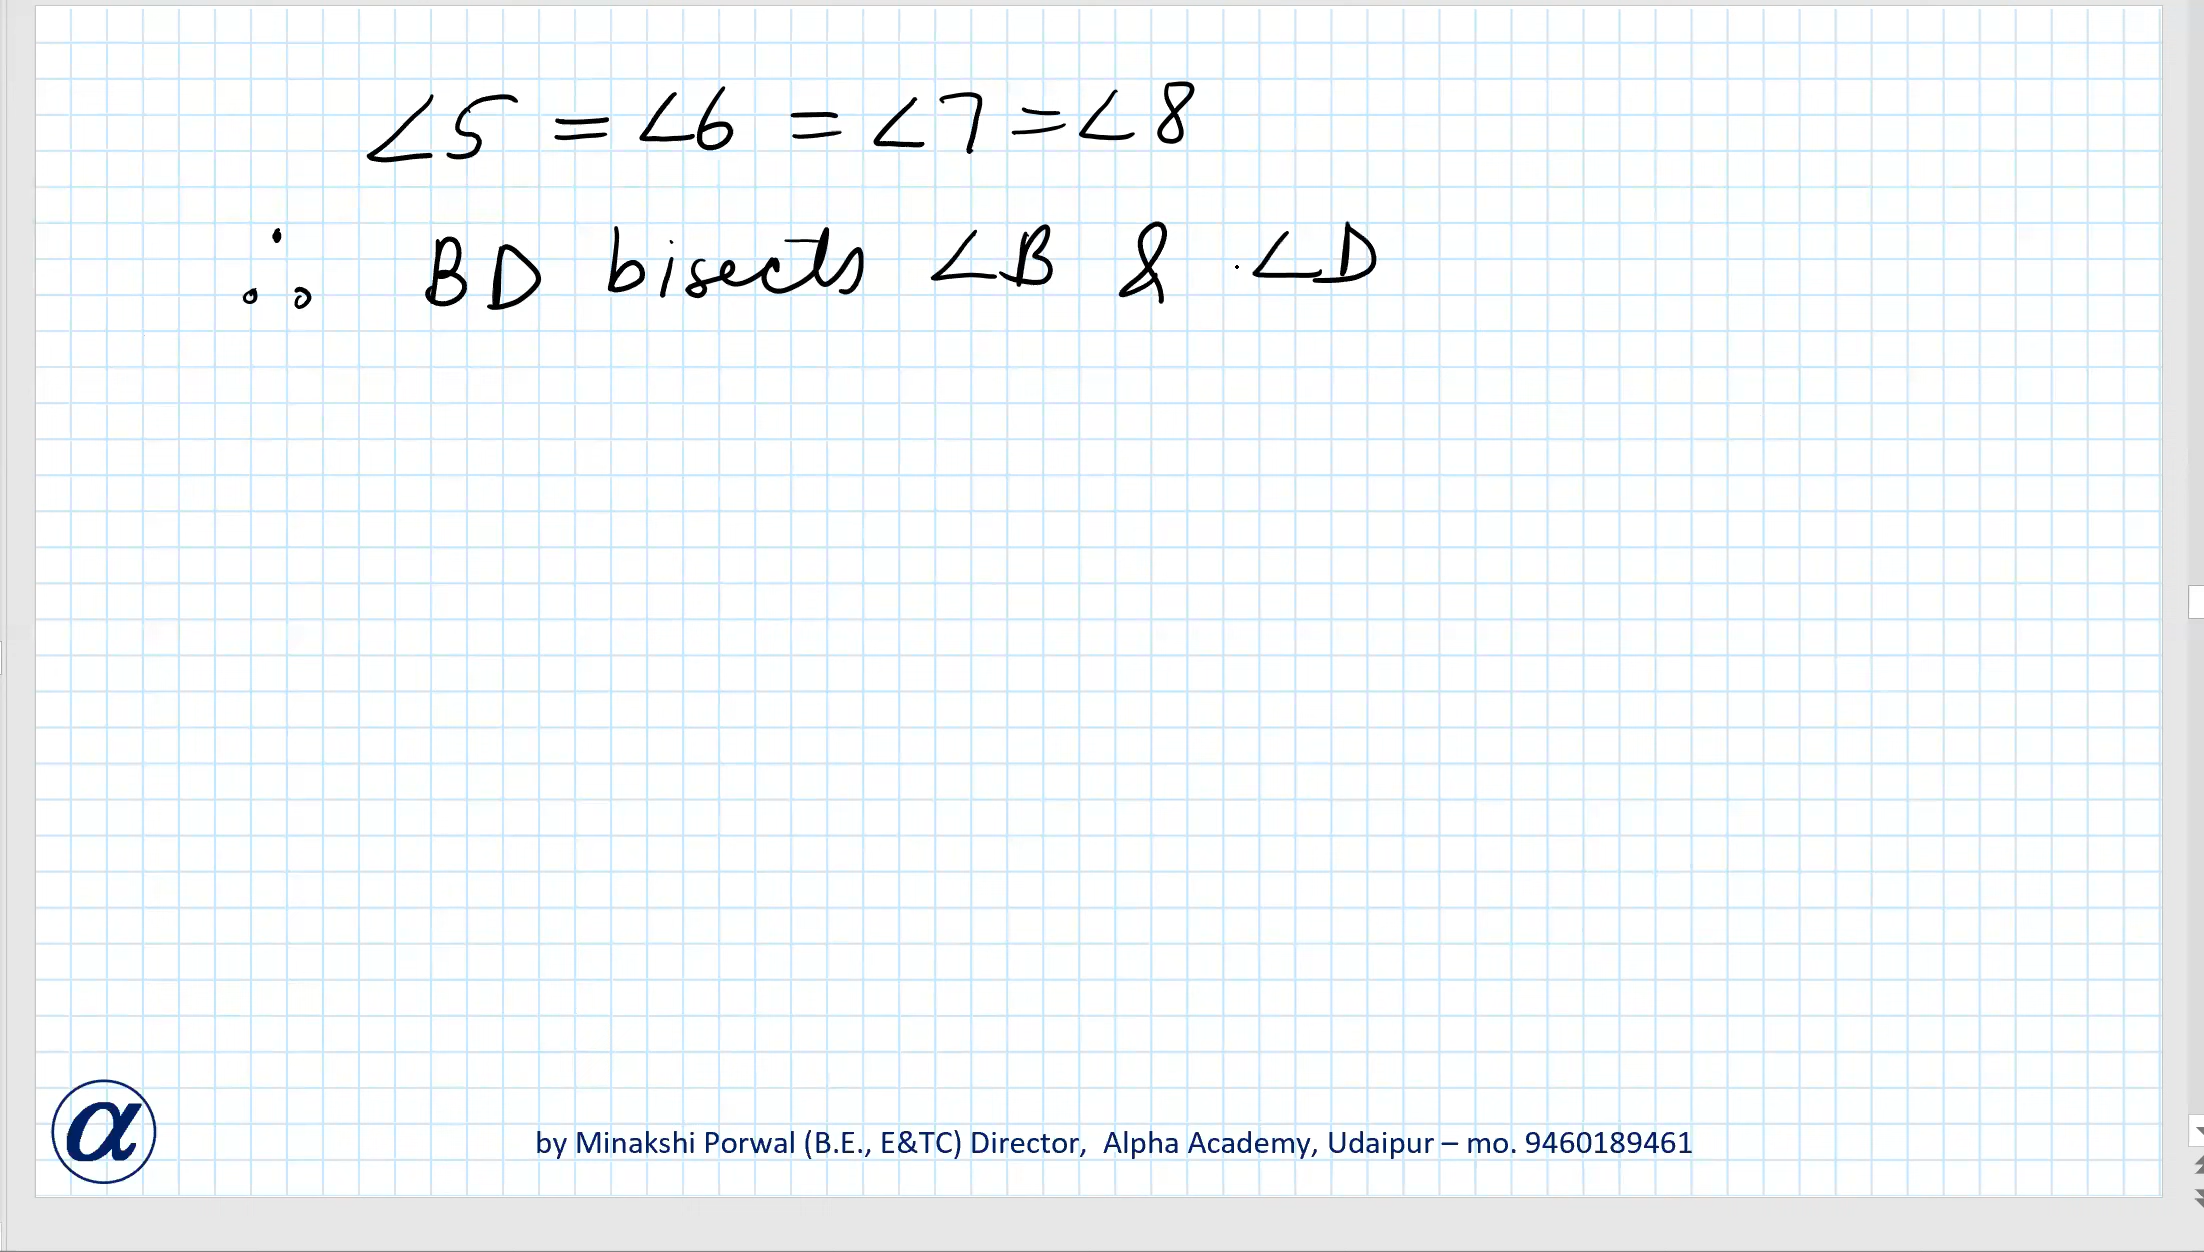 ∠5 = ∠6 = ∠7 = ∠8
∴ BD bisects ∠B & ∠D
α
by Minakshi Porwal (B.E., E&TC) Director, Alpha Academy, Udaipur – mo. 9460189461